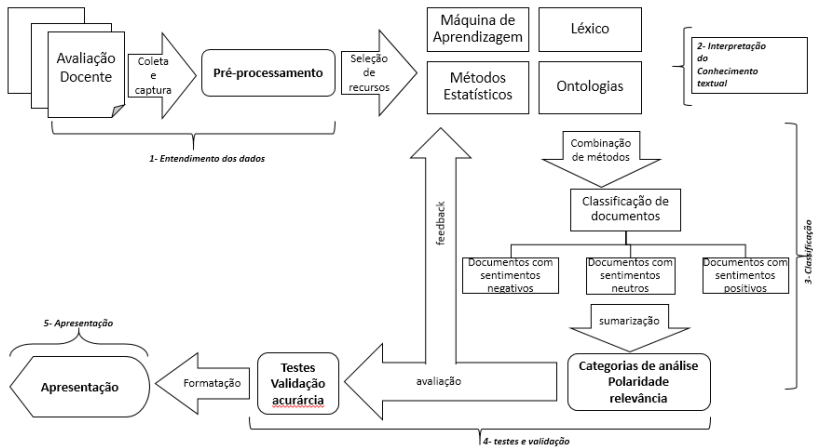 Avaliação
Docente
Coleta
e
captura
Pré-processamento
Seleção
de
recursos
Máquina de
Aprendizagem
Léxico
Métodos
Estatísticos
Ontologias
2- Interpretação
do
Conhecimento
textual
1- Entendimento dos dados
Combinação
de métodos
Classificação de
documentos
Documentos com
sentimentos
negativos
Documentos com
sentimentos
neutros
Documentos com
sentimentos
positivos
3- Classificação
feedback
sumarização
Categorias de análise
Polaridade
relevância
avaliação
Testes
Validação
acurárcia
Formatação
5- Apresentação
Apresentação
4- testes e validação